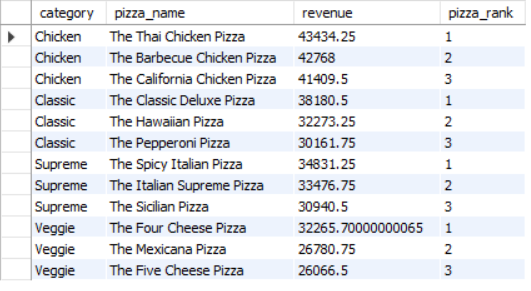 category pizza_name revenue pizza_rank
Chicken The Thai Chicken Pizza 43434.25 1
Chicken The Barbecue Chicken Pizza 42768 2
Chicken The California Chicken Pizza 41409.5 3
Classic The Classic Deluxe Pizza 38180.5 1
Classic The Hawaiian Pizza 32273.25 2
Classic The Pepperoni Pizza 30161.75 3
Supreme The Spicy Italian Pizza 34831.25 1
Supreme The Italian Supreme Pizza 33476.75 2
Supreme The Sicilian Pizza 30940.5 3
Veggie The Four Cheese Pizza 32265.70000000065 1
Veggie The Mexicana Pizza 26780.75 2
Veggie The Five Cheese Pizza 26066.5 3